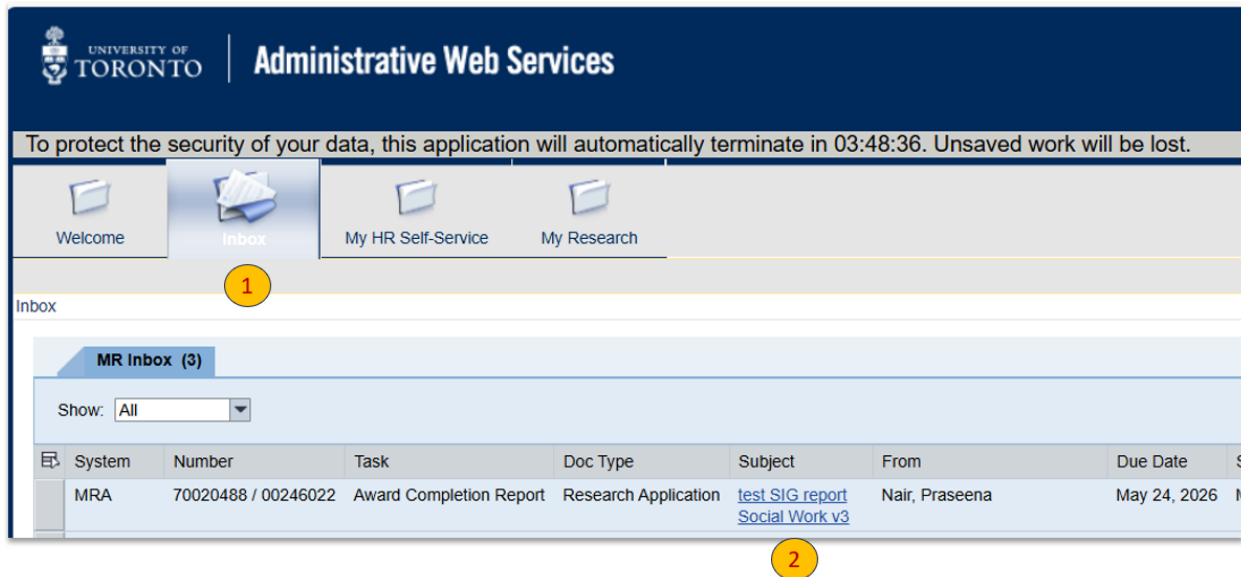 UNIVERSITY OF
TORONTO
Administrative Web Services
To protect the security of your data, this application will automatically terminate in 03:48:36. Unsaved work will be lost.
Welcome Inbox My HR Self-Service My Research
1
Inbox
MR Inbox (3)
Show: All
System Number Task Doc Type Subject From Due Date S
MRA 70020488 / 00246022 Award Completion Report Research Application test SIG report Nair, Praseena May 24, 2026
Social Work v3
2